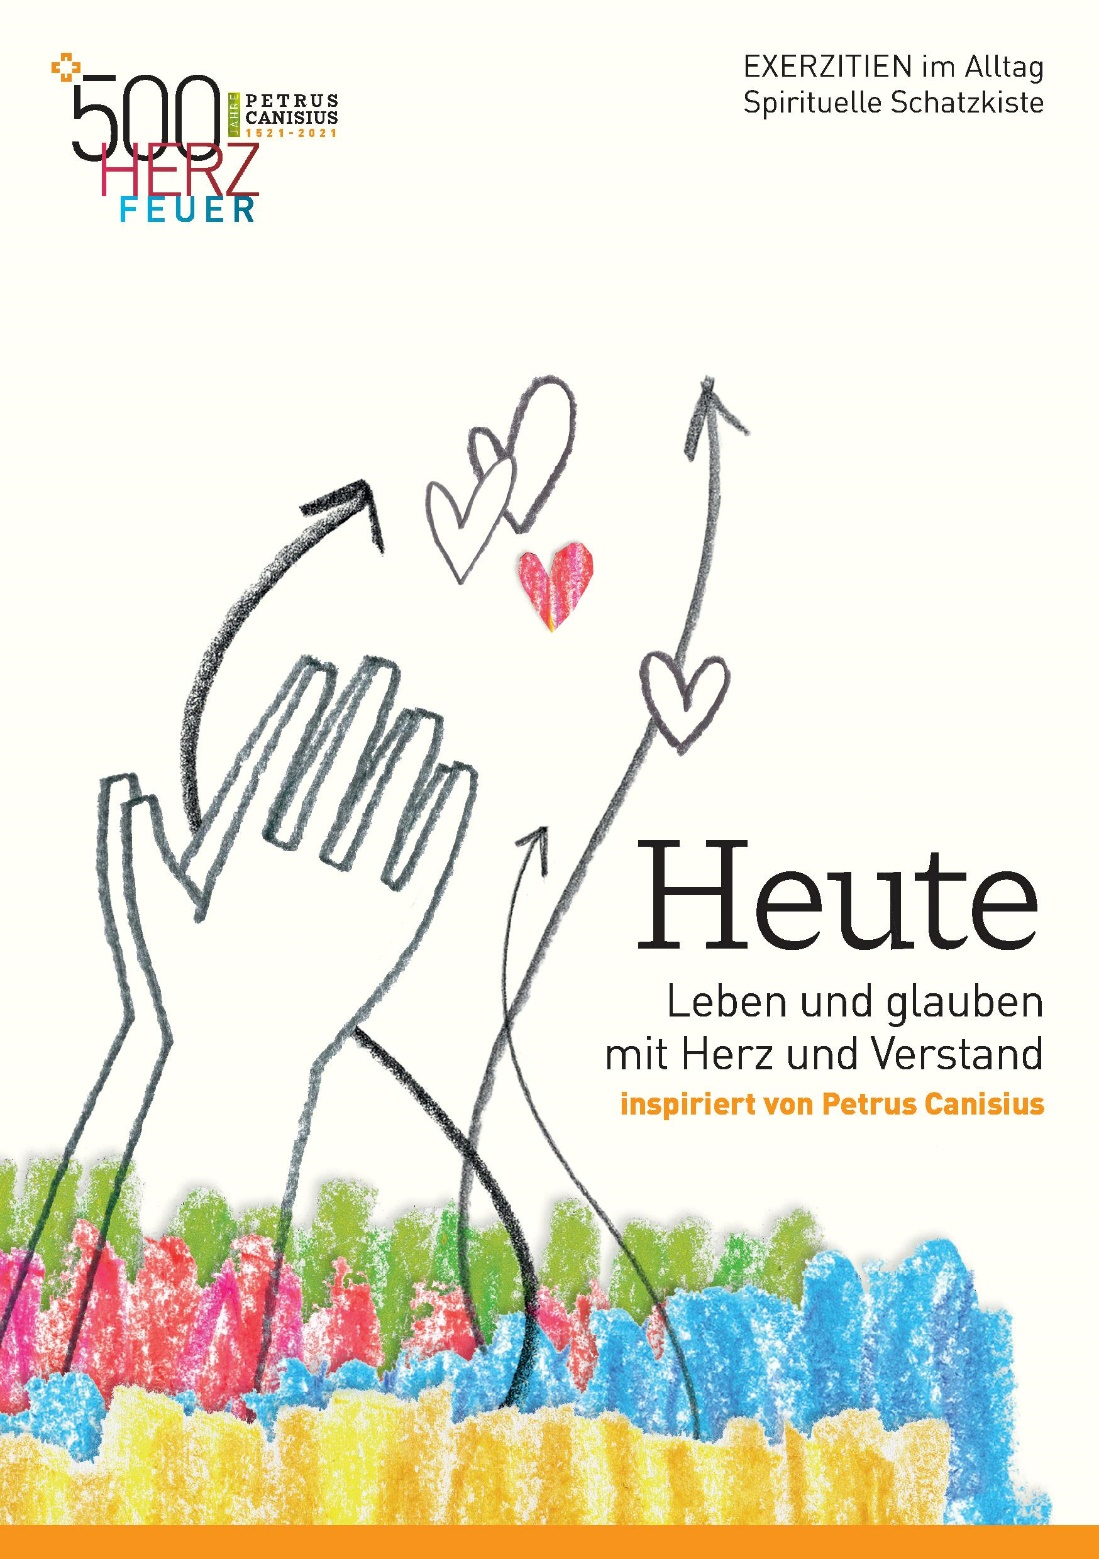 500
JAHRE
PETRUS
CANISIUS
1521-2021
HERZ
FEUER
EXERZITIEN im Alltag
Spirituelle Schatzkiste
Heute
Leben und glauben
mit Herz und Verstand
inspiriert von Petrus Canisius